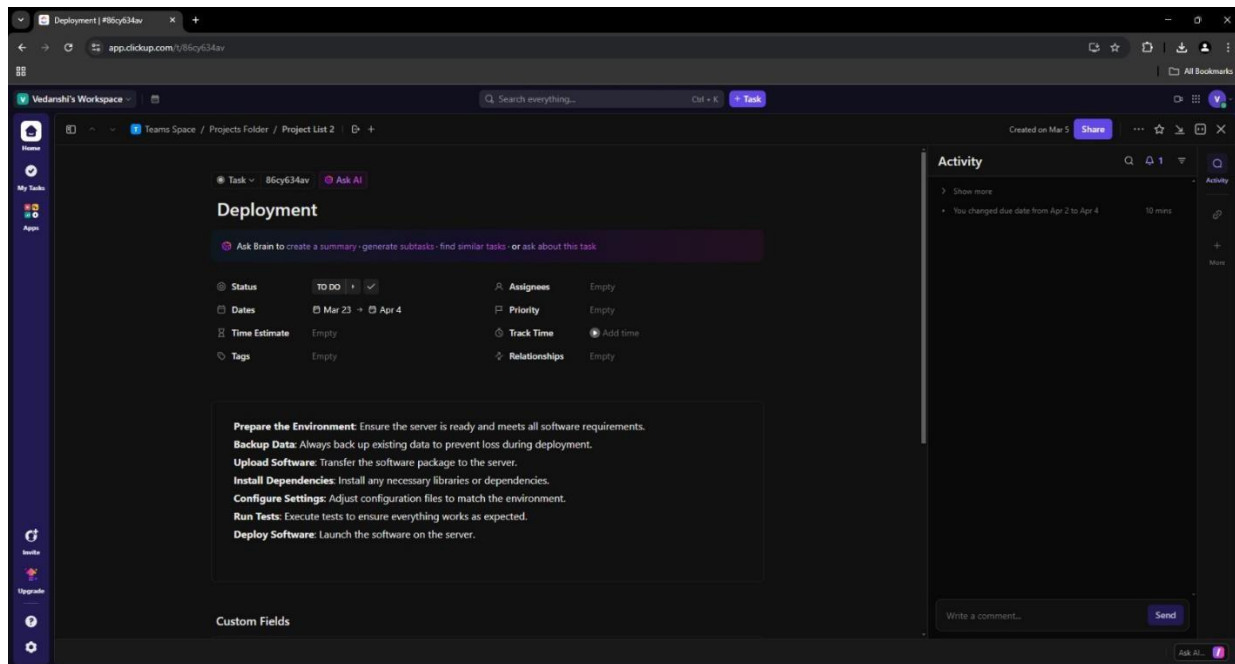 Deployment | #86cy634av
app.clickup.com/t/86cy634av
All Bookmarks
Vedanshi's Workspace
Search everything...
Ctrl + K
+ Task
Teams Space / Projects Folder / Project List 2
Created on Mar 5
Share
Home
My Tasks
Apps
Invite
Upgrade
Task
86cy634av
Ask AI
Deployment
Ask Brain to create a summary · generate subtasks · find similar tasks · or ask about this task
Status TO DO
Assignees Empty
Dates Mar 23 → Apr 4
Priority Empty
Time Estimate Empty
Track Time Add time
Tags Empty
Relationships Empty
Prepare the Environment: Ensure the server is ready and meets all software requirements.
Backup Data: Always back up existing data to prevent loss during deployment.
Upload Software: Transfer the software package to the server.
Install Dependencies: Install any necessary libraries or dependencies.
Configure Settings: Adjust configuration files to match the environment.
Run Tests: Execute tests to ensure everything works as expected.
Deploy Software: Launch the software on the server.
Custom Fields
Activity
1
Show more
You changed due date from Apr 2 to Apr 4 10 mins
Activity
More
Write a comment...
Send
Ask AI...